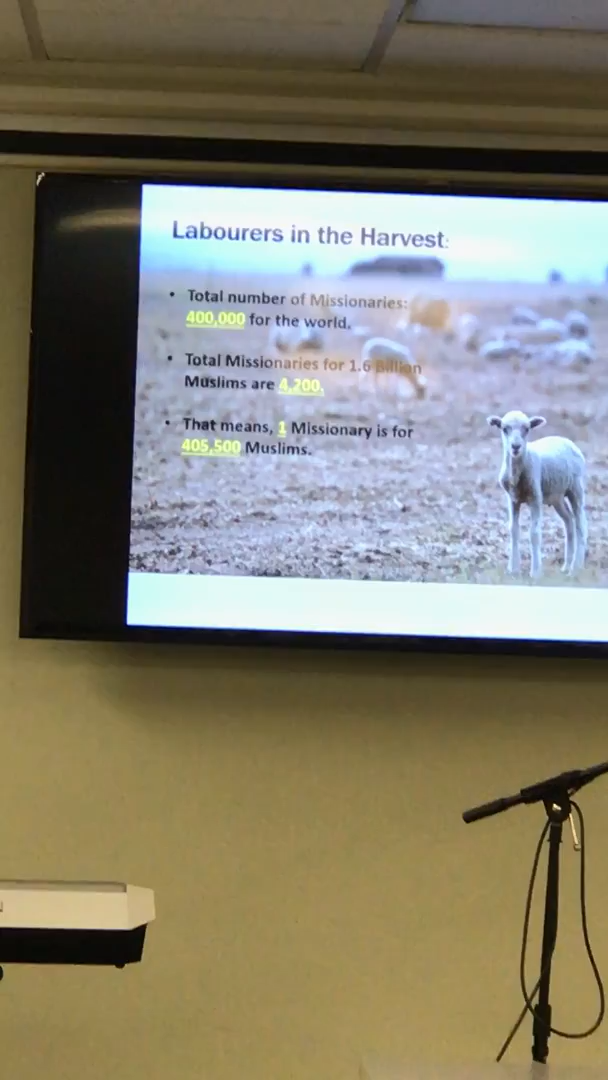 Labourers in the Harvest:
• Total number of Missionaries:
400,000 for the world.
• Total Missionaries for 1.6 Billion
Muslims are 4,200.
• That means, 1 Missionary is for
405,500 Muslims.